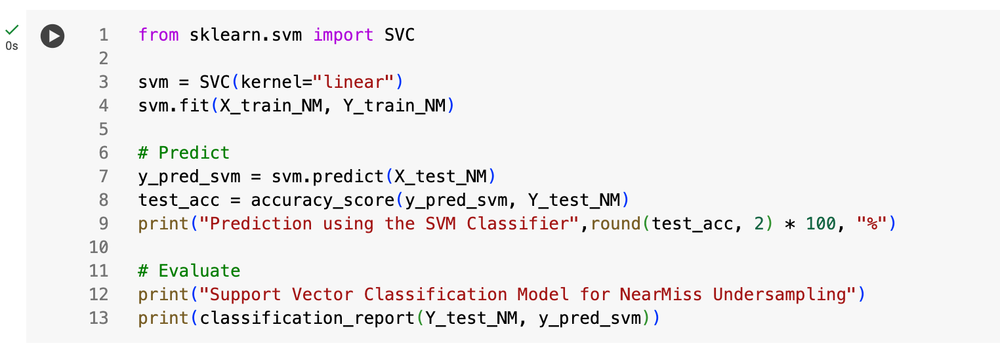 1 from sklearn.svm import SVC
0s
2
3 svm = SVC(kernel="linear")
4 svm.fit(X_train_NM, Y_train_NM)
5
6 # Predict
7 y_pred_svm = svm.predict(X_test_NM)
8 test_acc = accuracy_score(y_pred_svm, Y_test_NM)
9 print("Prediction using the SVM Classifier",round(test_acc, 2) * 100, "%")
10
11 # Evaluate
12 print("Support Vector Classification Model for NearMiss Undersampling")
13 print(classification_report(Y_test_NM, y_pred_svm))